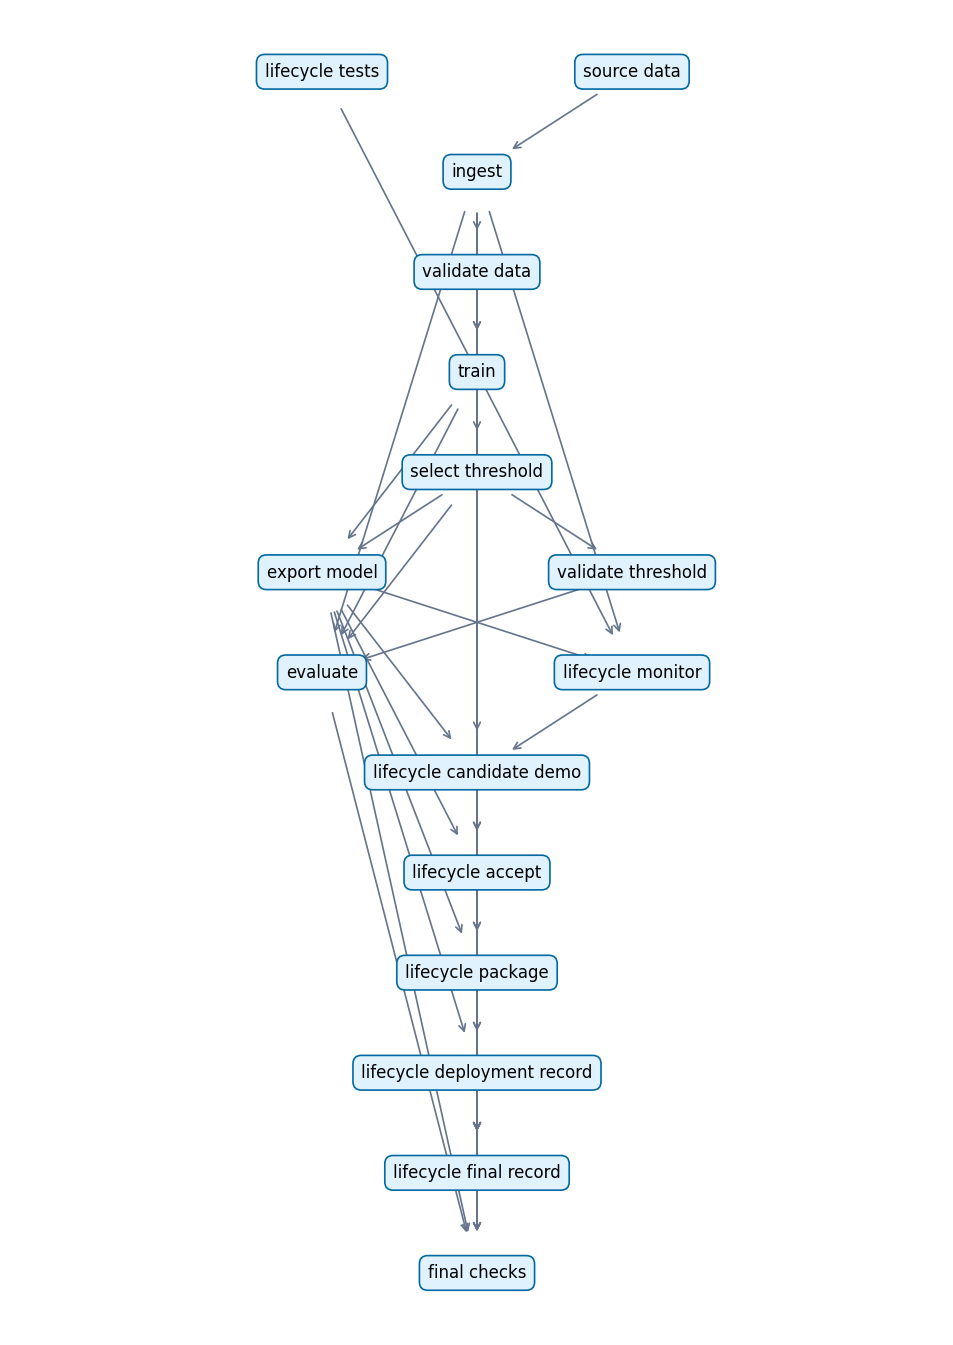 lifecycle tests
source data
ingest
validate data
train
select threshold
export model
validate threshold
evaluate
lifecycle monitor
lifecycle candidate demo
lifecycle accept
lifecycle package
lifecycle deployment record
lifecycle final record
final checks